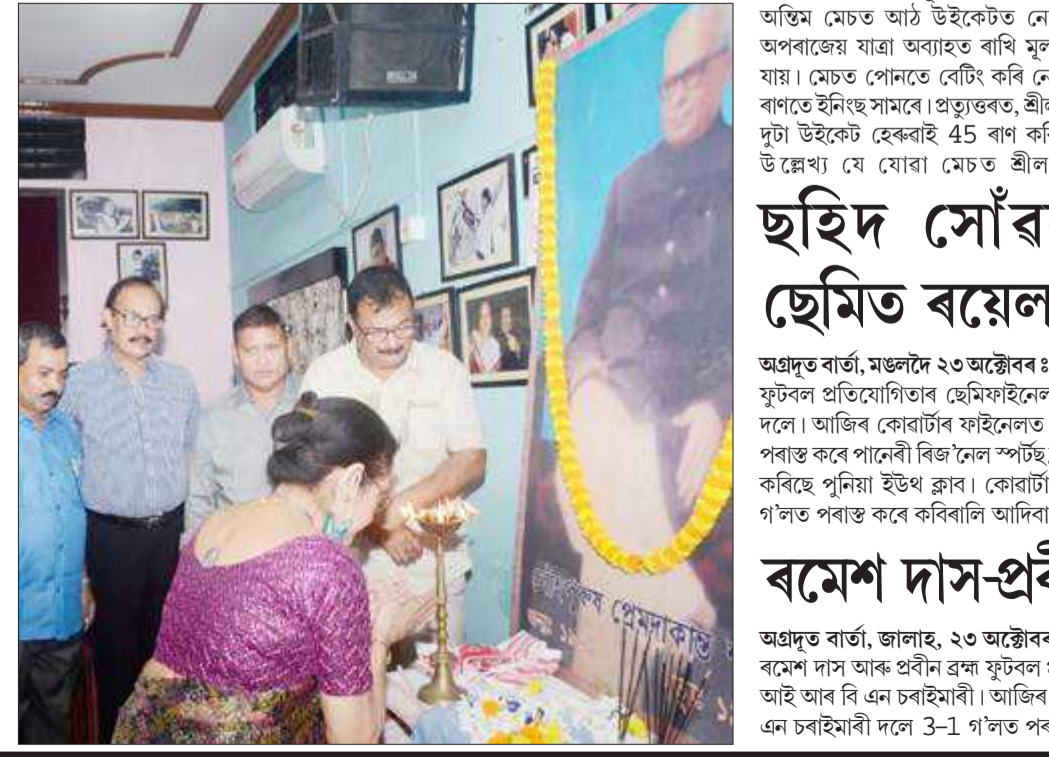 অন্তিম মেচত আঠ উইকেটত নে
অপৰাজেয় যাত্ৰা অব্যাহত ৰাখি মূল
যায়। মেচত পোনতে বেটিং কৰি নে
ৰাণতে ইনিংছ সামৰে। প্ৰত্যুত্তৰত, শ্ৰীল
দুটা উইকেট হেৰুৱাই 45 ৰাণ কৰি
উল্লেখ্য যে যোৱা মেচত শ্ৰীল
ছহিদ সোঁৱ
ছেমিত ৰয়েল
অগ্ৰদূত বাৰ্তা, মঙলদৈ ২৩ অক্টোবৰ ঃ
ফুটবল প্ৰতিযোগিতাৰ ছেমিফাইনেল
দলে। আজিৰ কোৱাৰ্টাৰ ফাইনেলত
পৰাস্ত কৰে পানেৰী ৰিজ'নেল স্পৰ্টছ
কৰিছে পুনিয়া ইউথ ক্লাব। কোৱাৰ্টা
গ'লত পৰাস্ত কৰে কবিৰালি আদিবা
ৰমেশ দাস-প্ৰবী
অগ্ৰদূত বাৰ্তা, জালাহ, ২৩ অক্টোবৰ
ৰমেশ দাস আৰু প্ৰবীন ব্ৰহ্ম ফুটবল
আই আৰ বি এন চৰাইমাৰী। আজিৰ
এন চৰাইমাৰী দলে 3–1 গ'লত পৰ
প্ৰেমদাকান্ত